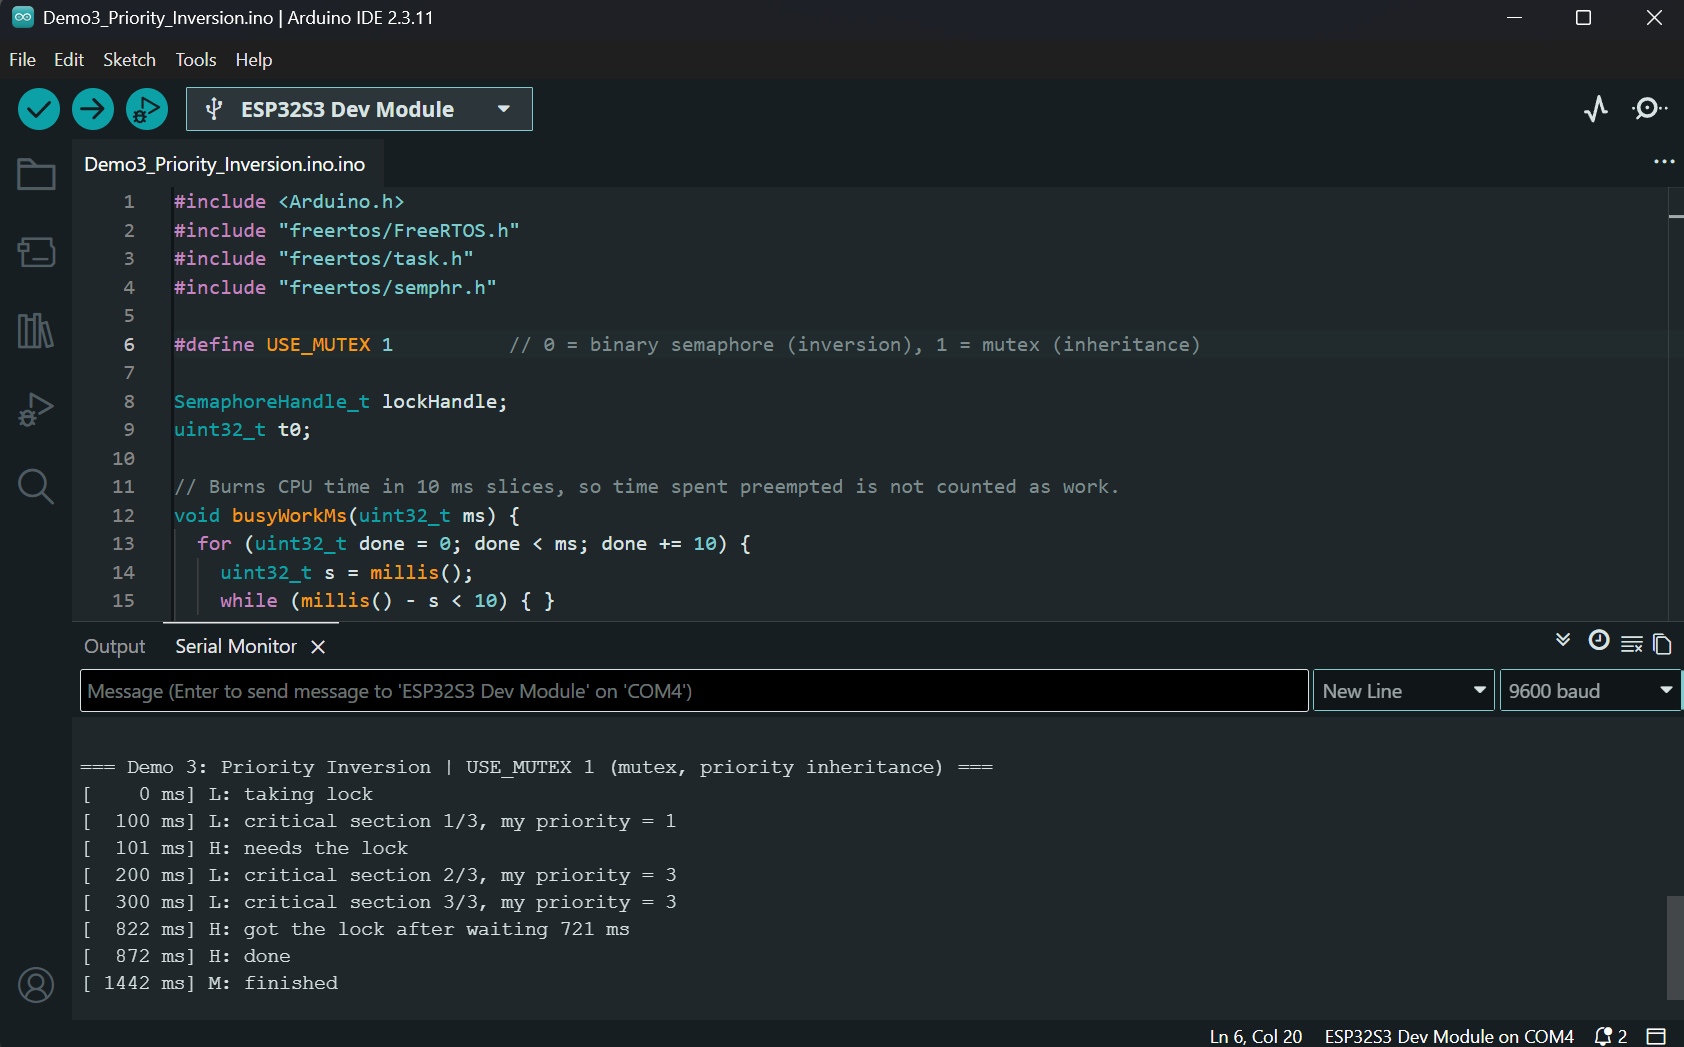 Demo3_Priority_Inversion.ino | Arduino IDE 2.3.11
File Edit Sketch Tools Help
ESP32S3 Dev Module
Demo3_Priority_Inversion.ino.ino
1 #include <Arduino.h>
2 #include "freertos/FreeRTOS.h"
3 #include "freertos/task.h"
4 #include "freertos/semphr.h"
5
6 #define USE_MUTEX 1 // 0 = binary semaphore (inversion), 1 = mutex (inheritance)
7
8 SemaphoreHandle_t lockHandle;
9 uint32_t t0;
10
11 // Burns CPU time in 10 ms slices, so time spent preempted is not counted as work.
12 void busyWorkMs(uint32_t ms) {
13 for (uint32_t done = 0; done < ms; done += 10) {
14 uint32_t s = millis();
15 while (millis() - s < 10) { }
Output Serial Monitor
Message (Enter to send message to 'ESP32S3 Dev Module' on 'COM4') New Line 9600 baud
=== Demo 3: Priority Inversion | USE_MUTEX 1 (mutex, priority inheritance) ===
[    0 ms] L: taking lock
[  100 ms] L: critical section 1/3, my priority = 1
[  101 ms] H: needs the lock
[  200 ms] L: critical section 2/3, my priority = 3
[  300 ms] L: critical section 3/3, my priority = 3
[  822 ms] H: got the lock after waiting 721 ms
[  872 ms] H: done
[ 1442 ms] M: finished
Ln 6, Col 20 ESP32S3 Dev Module on COM4 2